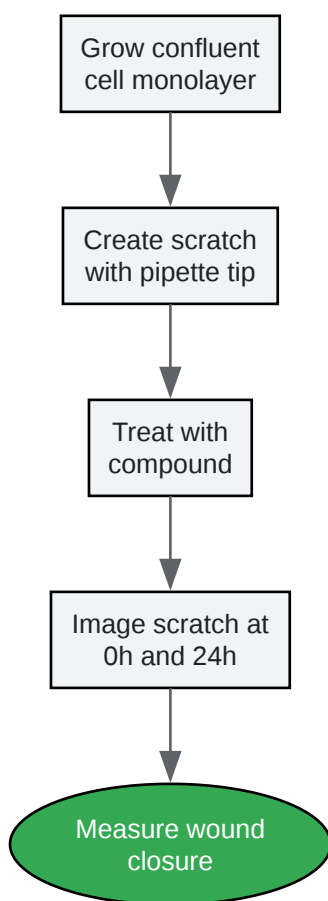 Grow confluent
cell monolayer
Create scratch
with pipette tip
Treat with
compound
Image scratch at
0h and 24h
Measure wound
closure